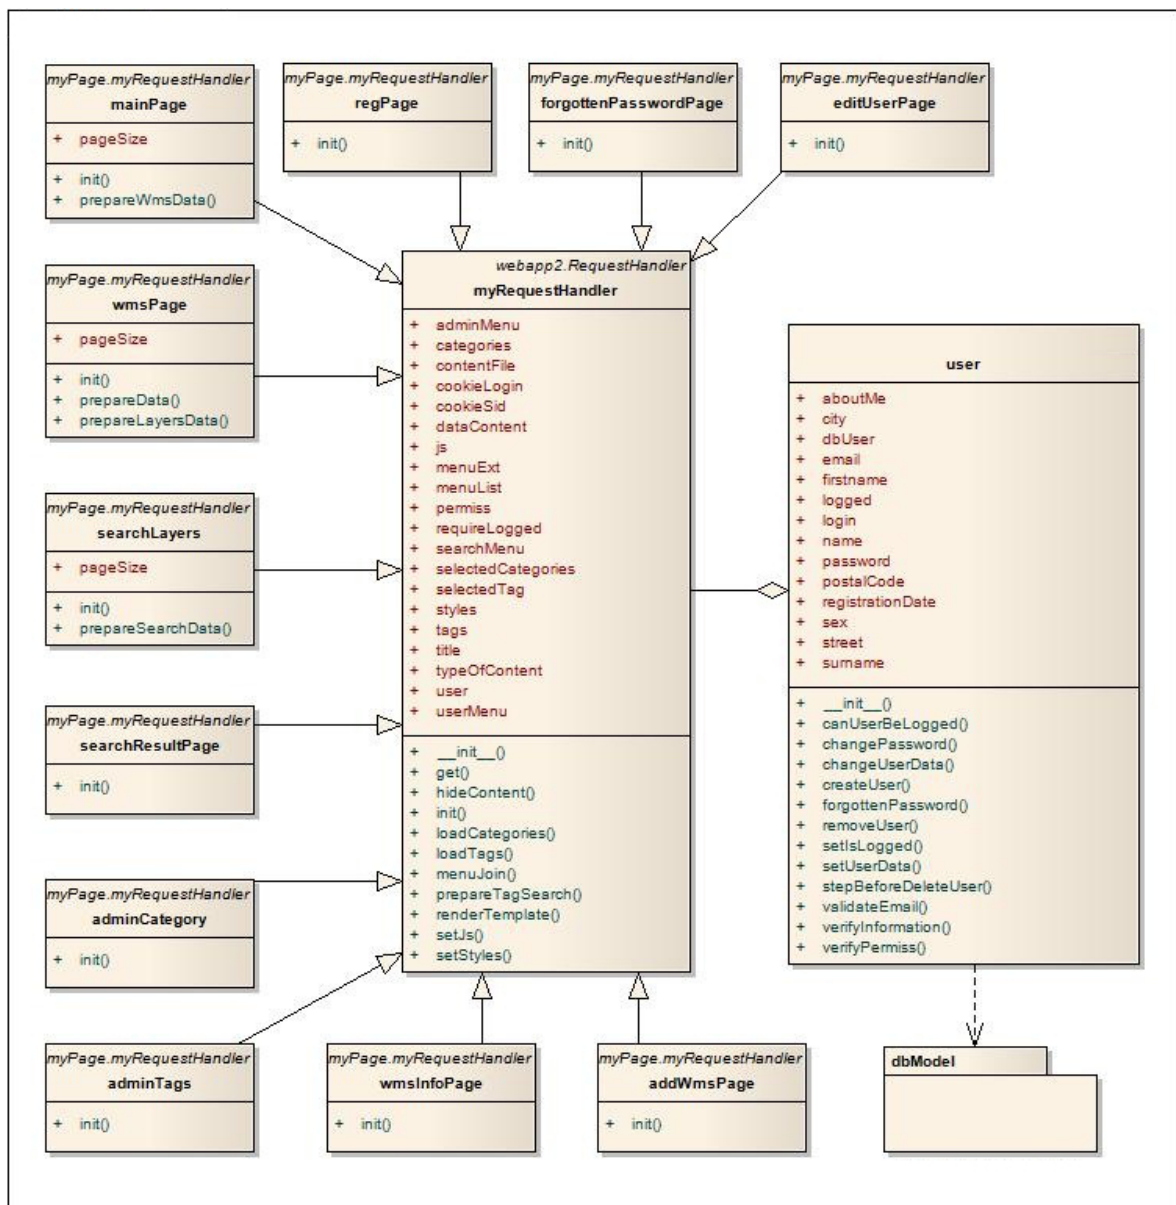 myPage.myRequestHandler
mainPage
+ pageSize
+ init()
+ prepareWmsData()
myPage.myRequestHandler
regPage
+ init()
myPage.myRequestHandler
forgottenPasswordPage
+ init()
myPage.myRequestHandler
editUserPage
+ init()
myPage.myRequestHandler
wmsPage
+ pageSize
+ init()
+ prepareData()
+ prepareLayersData()
myPage.myRequestHandler
searchLayers
+ pageSize
+ init()
+ prepareSearchData()
myPage.myRequestHandler
searchResultPage
+ init()
myPage.myRequestHandler
adminCategory
+ init()
myPage.myRequestHandler
adminTags
+ init()
webapp2.RequestHandler
myRequestHandler
+ adminMenu
+ categories
+ contentFile
+ cookieLogin
+ cookieSid
+ dataContent
+ js
+ menuExt
+ menuList
+ permiss
+ requireLogged
+ searchMenu
+ selectedCategories
+ selectedTag
+ styles
+ tags
+ title
+ typeOfContent
+ user
+ userMenu
+ __init__()
+ get()
+ hideContent()
+ init()
+ loadCategories()
+ loadTags()
+ menuJoin()
+ prepareTagSearch()
+ renderTemplate()
+ setJs()
+ setStyles()
user
+ aboutMe
+ city
+ dbUser
+ email
+ firstname
+ logged
+ login
+ name
+ password
+ postalCode
+ registrationDate
+ sex
+ street
+ surname
+ __init__()
+ canUserBeLogged()
+ changePassword()
+ changeUserData()
+ createUser()
+ forgottenPassword()
+ removeUser()
+ setIsLogged()
+ setUserData()
+ stepBeforeDeleteUser()
+ validateEmail()
+ verifyInformation()
+ verifyPermiss()
myPage.myRequestHandler
wmsInfoPage
+ init()
myPage.myRequestHandler
addWmsPage
+ init()
dbModel